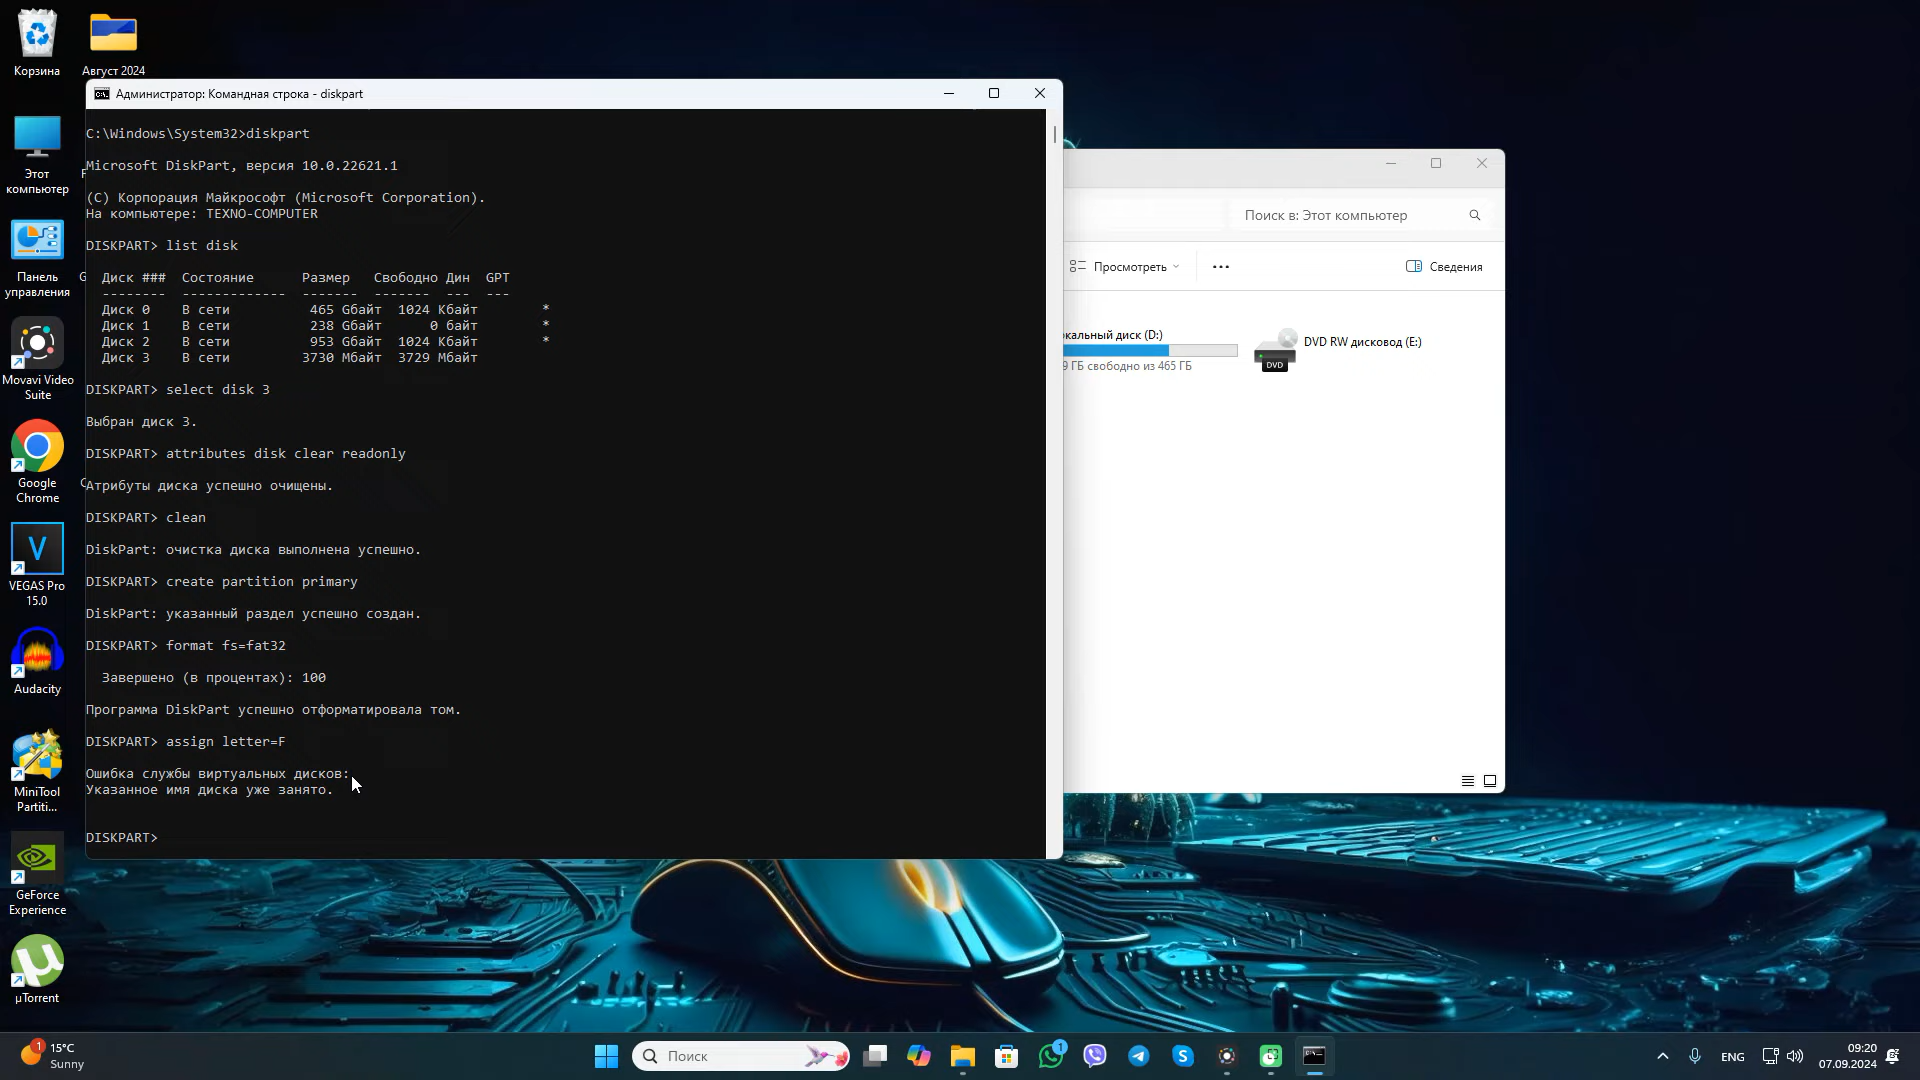 Корзина
Август 2024
Этот
компьютер
Панель
управления
Movavi Video
Suite
Google
Chrome
VEGAS Pro
15.0
Audacity
MiniTool
Partiti...
GeForce
Experience
µTorrent
Администратор: Командная строка - diskpart
C:\Windows\System32>diskpart
Microsoft DiskPart, версия 10.0.22621.1
(C) Корпорация Майкрософт (Microsoft Corporation).
На компьютере: TEXNO-COMPUTER
DISKPART> list disk
Диск ### Состояние Размер Свободно Дин GPT
-------- ------------- ------- ------- --- ---
Диск 0 В сети 465 Gбайт 1024 Kбайт *
Диск 1 В сети 238 Gбайт 0 байт *
Диск 2 В сети 953 Gбайт 1024 Kбайт *
Диск 3 В сети 3730 Mбайт 3729 Mбайт
DISKPART> select disk 3
Выбран диск 3.
DISKPART> attributes disk clear readonly
Атрибуты диска успешно очищены.
DISKPART> clean
DiskPart: очистка диска выполнена успешно.
DISKPART> create partition primary
DiskPart: указанный раздел успешно создан.
DISKPART> format fs=fat32
Завершено (в процентах): 100
Программа DiskPart успешно отформатировала том.
DISKPART> assign letter=F
Ошибка службы виртуальных дисков:
Указанное имя диска уже занято.
DISKPART>
Поиск в: Этот компьютер
Просмотреть
Сведения
кальный диск (D:)
9 ГБ свободно из 465 ГБ
DVD RW дисковод (E:)
DVD
1
15°C
Sunny
Поиск
1
ENG
09:20
07.09.2024